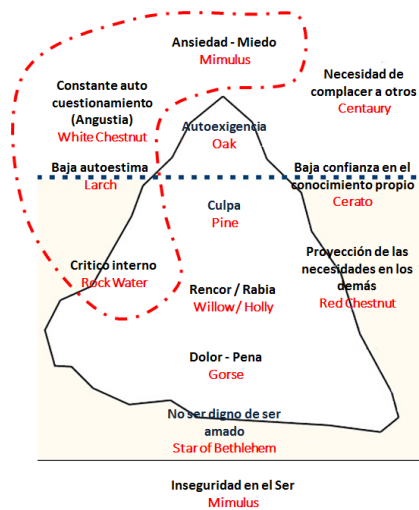 Ansiedad - Miedo
Mimulus
Necesidad de
complacer a otros
Centaury
Constante auto
cuestionamiento
(Angustia)
White Chestnut
Autoexigencia
Oak
Baja autoestima
Larch
Baja confianza en el
conocimiento propio
Cerato
Culpa
Pine
Critico interno
Rock Water
Proyección de las
necesidades en los
demás
Red Chestnut
Rencor / Rabia
Willow / Holly
Dolor - Pena
Gorse
No ser digno de ser
amado
Star of Bethlehem
Inseguridad en el Ser
Mimulus